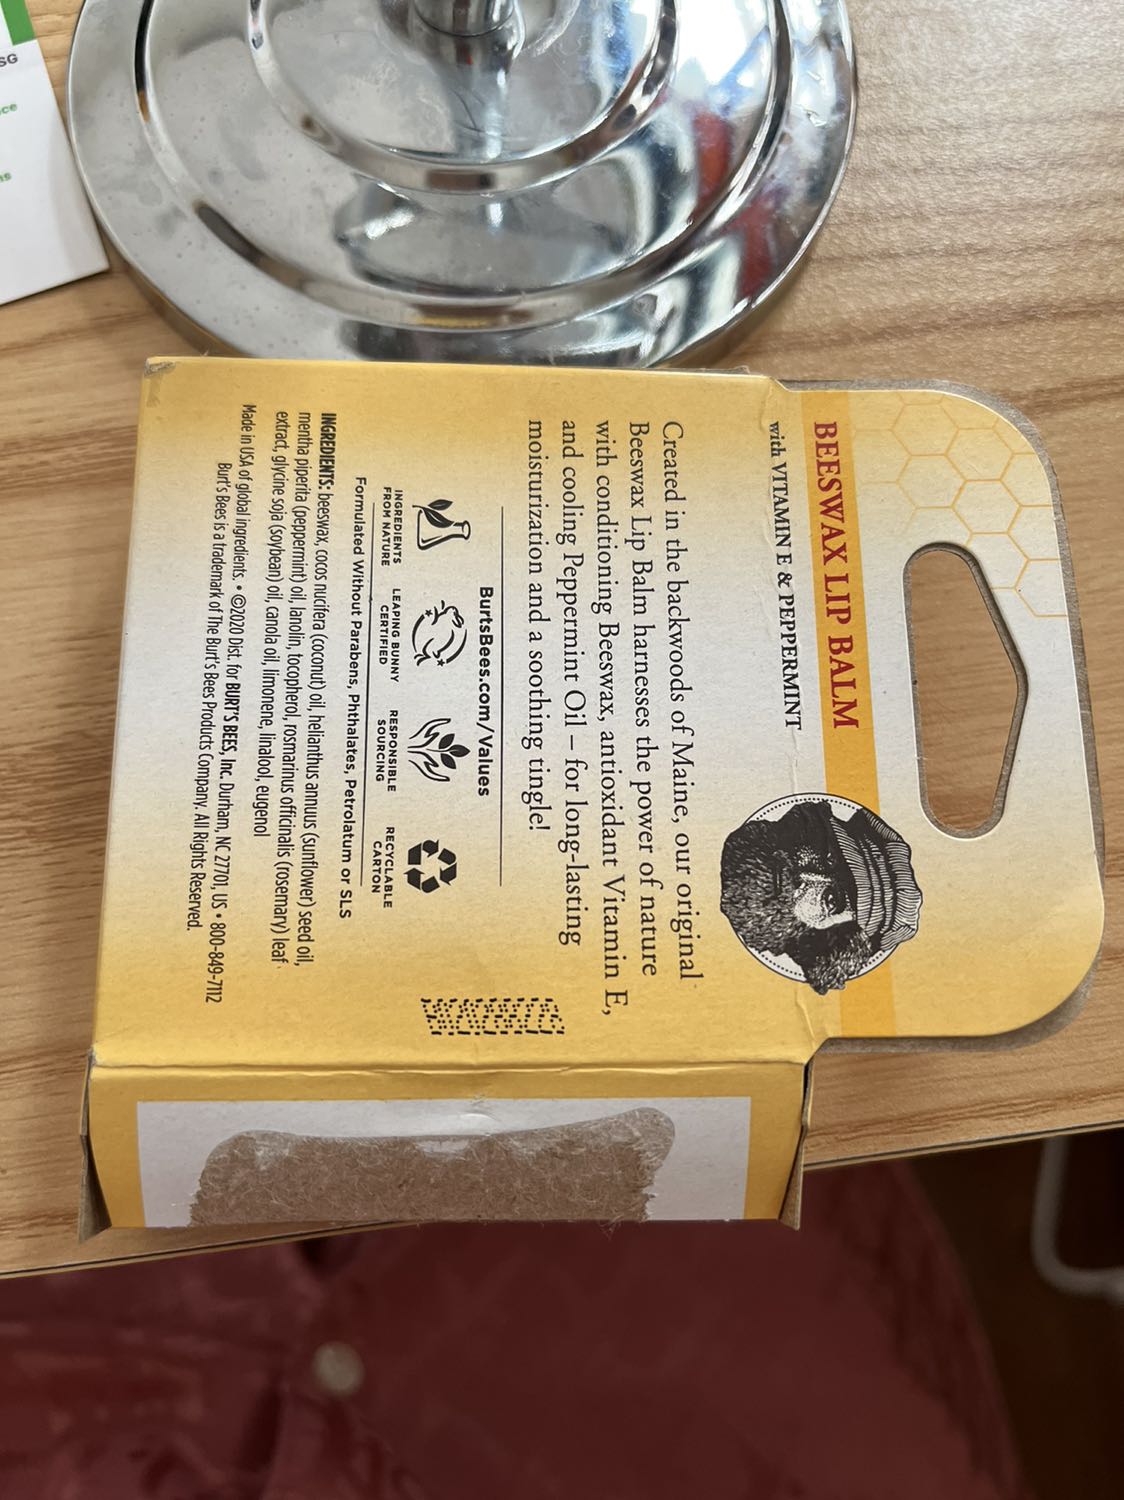 SG
ce
ns
BEESWAX LIP BALM
with VITAMIN E & PEPPERMINT
Created in the backwoods of Maine, our original
Beeswax Lip Balm harnesses the power of nature
with conditioning Beeswax, antioxidant Vitamin E,
and cooling Peppermint Oil – for long-lasting
moisturization and a soothing tingle!
BurtsBees.com/Values
INGREDIENTS
FROM NATURE
LEAPING BUNNY
CERTIFIED
RESPONSIBLE
SOURCING
RECYCLABLE
CARTON
Formulated Without Parabens, Phthalates, Petrolatum or SLS
INGREDIENTS: beeswax, cocos nucifera (coconut) oil, helianthus annuus (sunflower) seed oil,
mentha piperita (peppermint) oil, lanolin, tocopherol, rosmarinus officinalis (rosemary) leaf
extract, glycine soja (soybean) oil, canola oil, limonene, linalool, eugenol
Made in USA of global ingredients. • ©2020 Dist. for BURT'S BEES, Inc. Durham, NC 27701, US • 800-849-7112
Burt's Bees is a trademark of The Burt's Bees Products Company. All Rights Reserved.